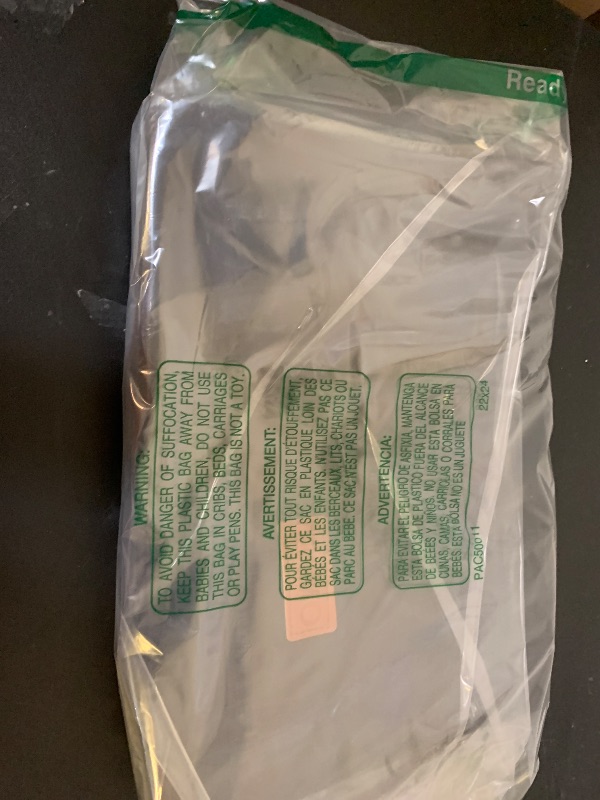 Read
WARNING:
TO AVOID DANGER OF SUFFOCATION,
KEEP THIS PLASTIC BAG AWAY FROM
BABIES AND CHILDREN. DO NOT USE
THIS BAG IN CRIBS, BEDS, CARRIAGES
OR PLAY PENS. THIS BAG IS NOT A TOY.
AVERTISSEMENT:
POUR ÉVITER TOUT RISQUE D'ÉTOUFFEMENT,
GARDEZ CE SAC EN PLASTIQUE LOIN DES
BÉBÉS ET LES ENFANTS. N'UTILISEZ PAS CE
SAC DANS LES BERCEAUX, LITS, CHARIOTS OU
PARC AU BEBE. CE SAC N'EST PAS UN JOUET.
ADVERTENCIA:
PARA EVITAR EL PELIGRO DE ASFIXIA, MANTENGA
ESTA BOLSA DE PLASTICO FUERA DEL ALCANCE
DE BEBES Y NIÑOS. NO USAR ESTA BOLSA EN
CUNAS, CAMAS, CARRIOLAS O CORRALES PARA
BEBES. ESTA BOLSA NO ES UN JUGUETE
22x24